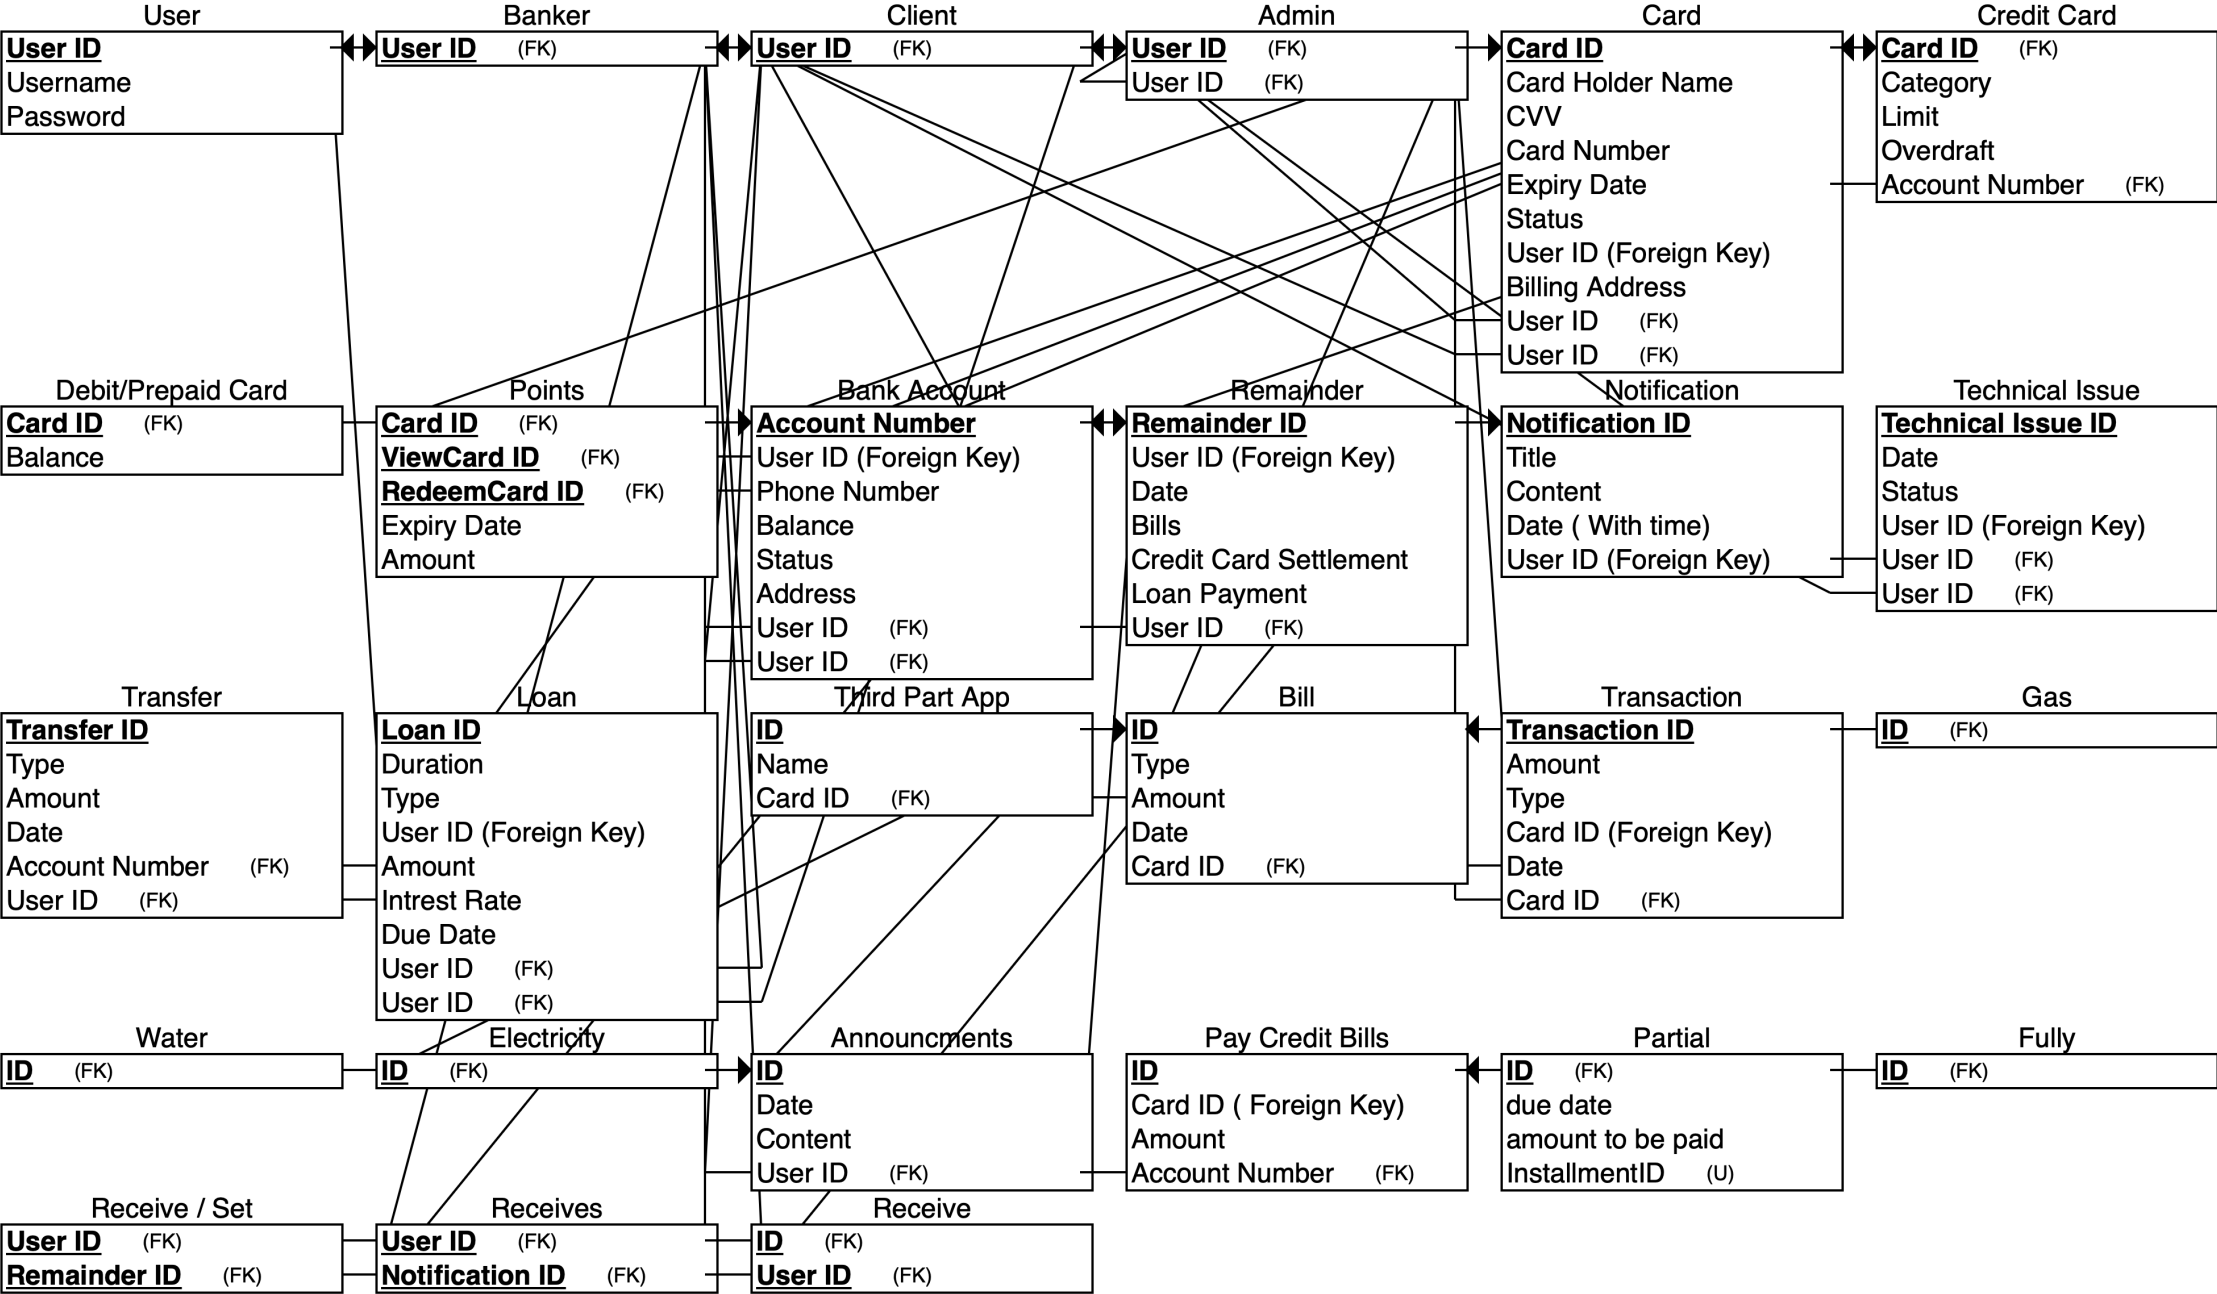 User
User ID
Username
Password
Banker
User ID (FK)
Client
User ID (FK)
Admin
User ID (FK)
User ID (FK)
Card
Card ID
Card Holder Name
CVV
Card Number
Expiry Date
Status
User ID (Foreign Key)
Billing Address
User ID (FK)
User ID (FK)
Credit Card
Card ID (FK)
Category
Limit
Overdraft
Account Number (FK)
Debit/Prepaid Card
Card ID (FK)
Balance
Points
Card ID (FK)
ViewCard ID (FK)
RedeemCard ID (FK)
Expiry Date
Amount
Bank Account
Account Number
User ID (Foreign Key)
Phone Number
Balance
Status
Address
User ID (FK)
User ID (FK)
Remainder
Remainder ID
User ID (Foreign Key)
Date
Bills
Credit Card Settlement
Loan Payment
User ID (FK)
Notification
Notification ID
Title
Content
Date ( With time)
User ID (Foreign Key)
Technical Issue
Technical Issue ID
Date
Status
User ID (Foreign Key)
User ID (FK)
User ID (FK)
Transfer
Transfer ID
Type
Amount
Date
Account Number (FK)
User ID (FK)
Loan
Loan ID
Duration
Type
User ID (Foreign Key)
Amount
Intrest Rate
Due Date
User ID (FK)
User ID (FK)
Third Part App
ID
Name
Card ID (FK)
Bill
ID
Type
Amount
Date
Card ID (FK)
Transaction
Transaction ID
Amount
Type
Card ID (Foreign Key)
Date
Card ID (FK)
Gas
ID (FK)
Water
ID (FK)
Electricity
ID (FK)
Announcments
ID
Date
Content
User ID (FK)
Pay Credit Bills
ID
Card ID ( Foreign Key)
Amount
Account Number (FK)
Partial
ID (FK)
due date
amount to be paid
InstallmentID (U)
Fully
ID (FK)
Receive / Set
User ID (FK)
Remainder ID (FK)
Receives
User ID (FK)
Notification ID (FK)
Receive
ID (FK)
User ID (FK)